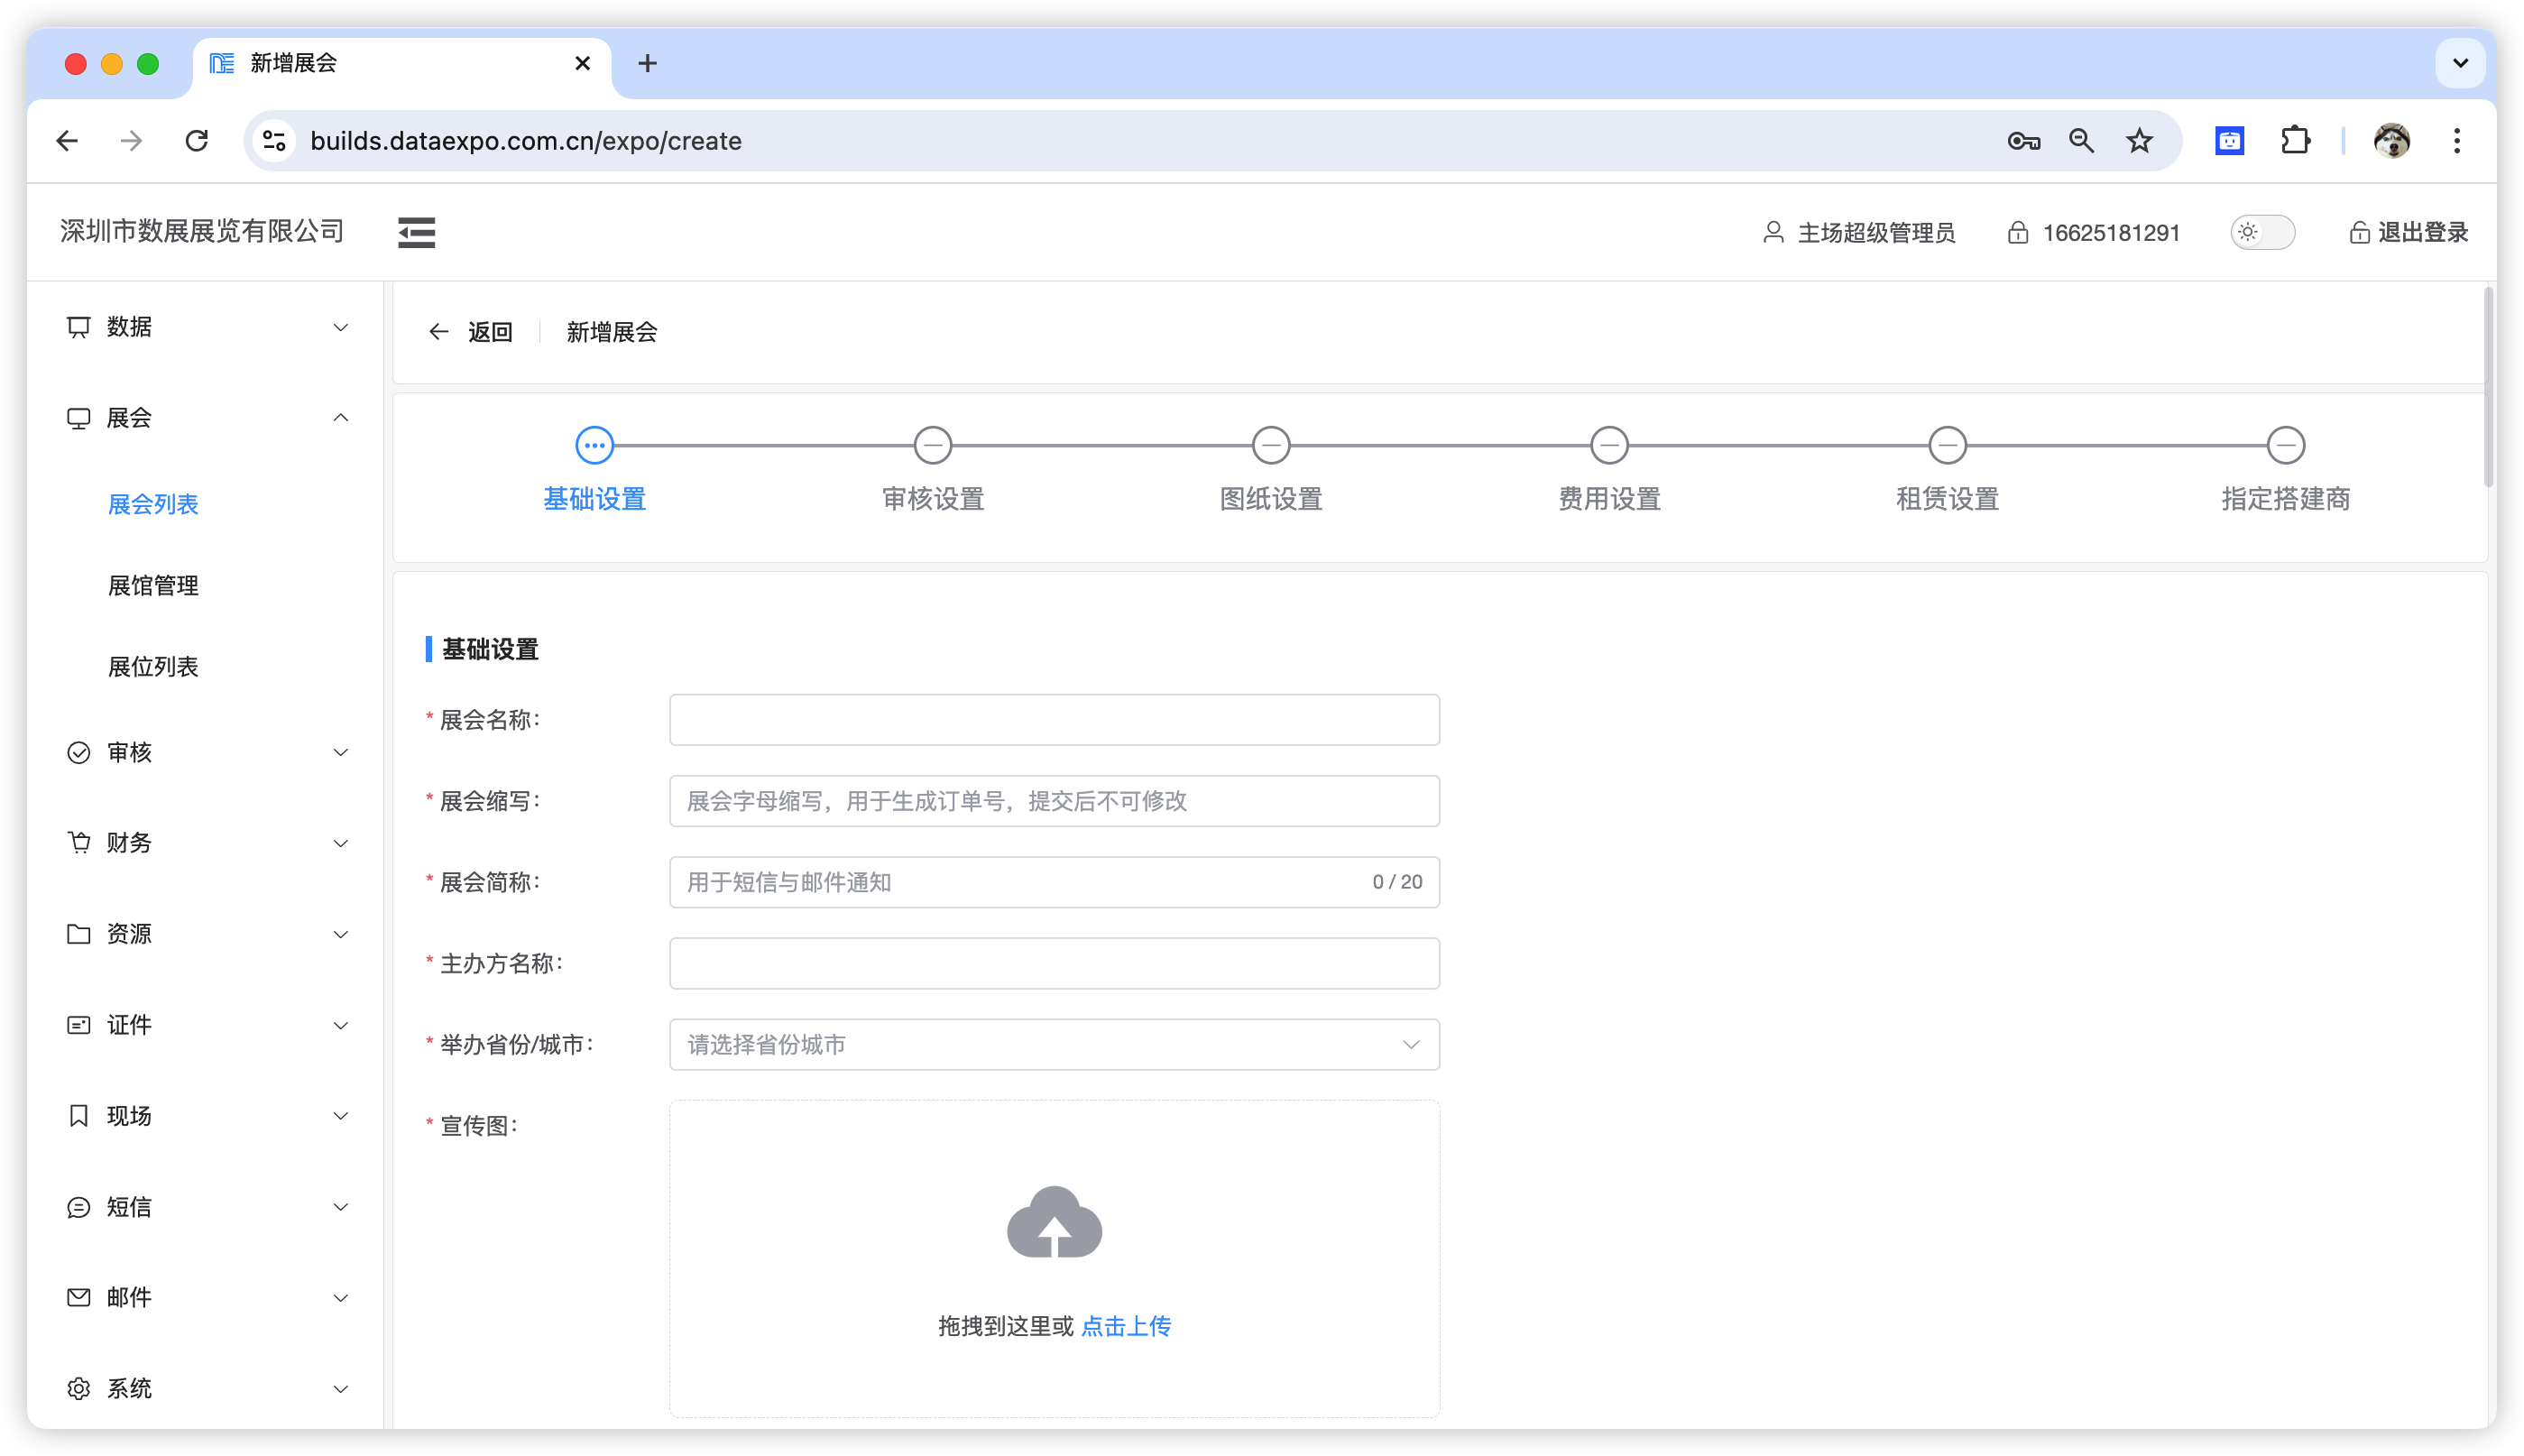 新增展会
builds.dataexpo.com.cn/expo/create
深圳市数展展览有限公司
主场超级管理员
16625181291
退出登录
数据
展会
展会列表
展馆管理
展位列表
审核
财务
资源
证件
现场
短信
邮件
系统
返回
新增展会
基础设置
审核设置
图纸设置
费用设置
租赁设置
指定搭建商
基础设置
* 展会名称：
* 展会缩写：
展会字母缩写，用于生成订单号，提交后不可修改
* 展会简称：
用于短信与邮件通知
0 / 20
* 主办方名称：
* 举办省份/城市：
请选择省份城市
* 宣传图：
拖拽到这里或 点击上传